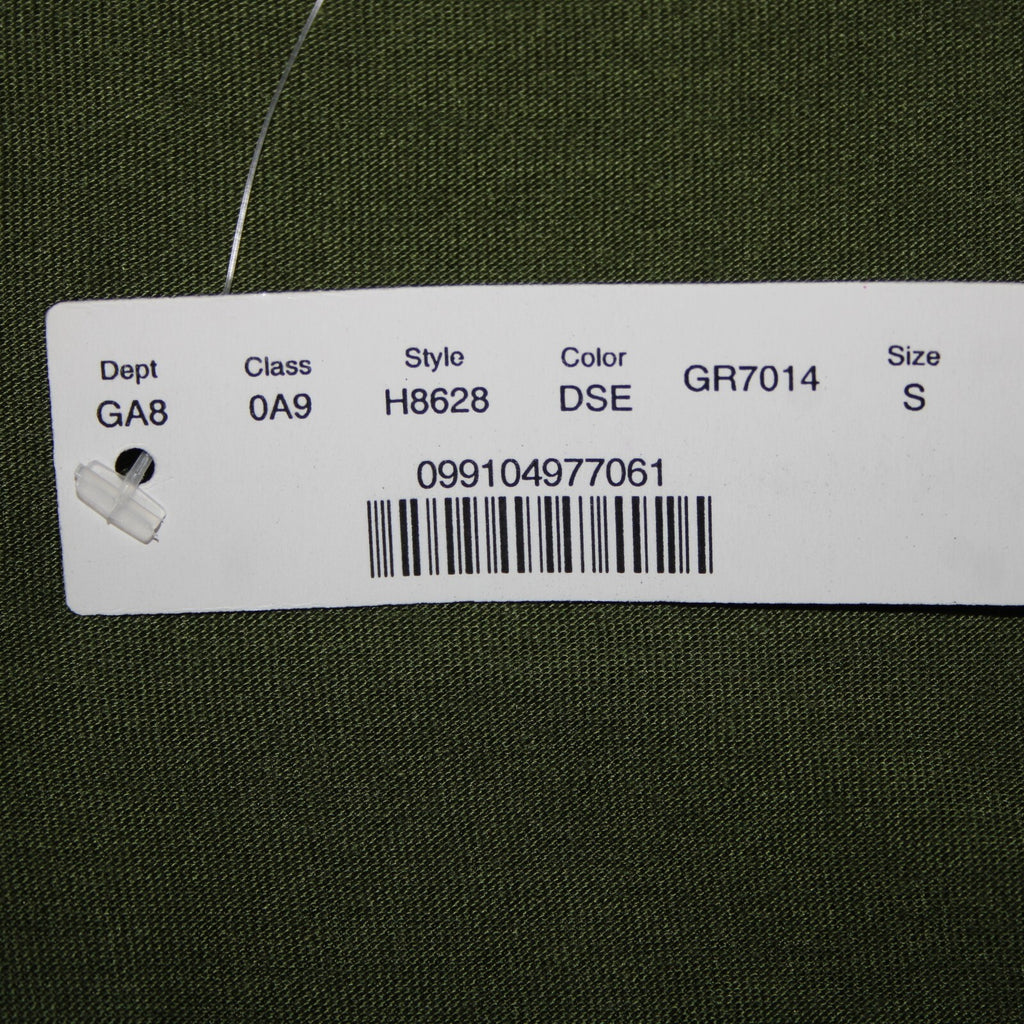 Dept Class Style Color Size
GA8 0A9 H8628 DSE GR7014 S
099104977061